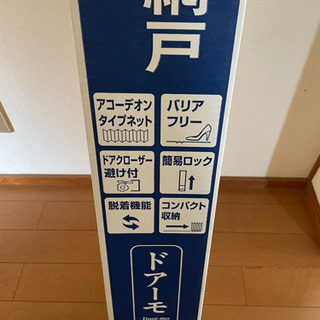 網戸
アコーデオン
タイプネット
バリア
フリー
ドアクローザー
避け付
簡易ロック
脱着機能
コンパクト
収納
ドアーモ